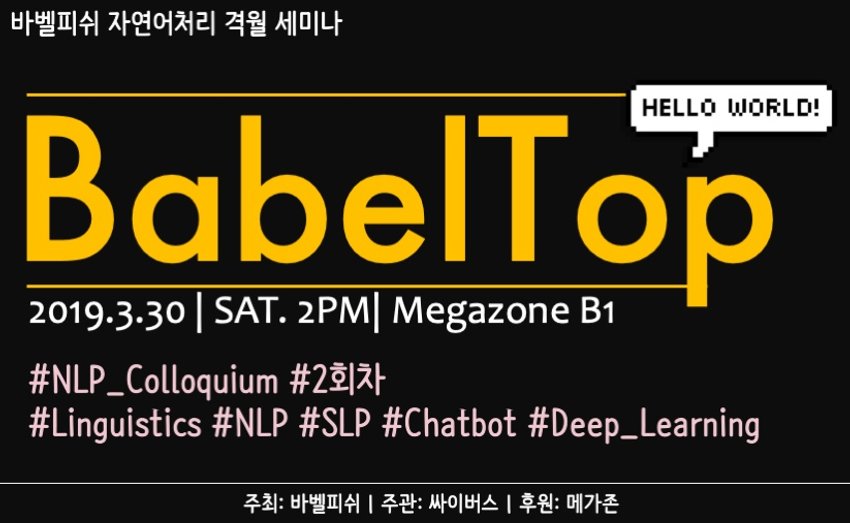 바벨피쉬 자연어처리 격월 세미나
HELLO WORLD!
BabelTop
2019.3.30 | SAT. 2PM| Megazone B1
#NLP_Colloquium #2회차
#Linguistics #NLP #SLP #Chatbot #Deep_Learning
주최: 바벨피쉬 | 주관: 싸이버스 | 후원: 메가존